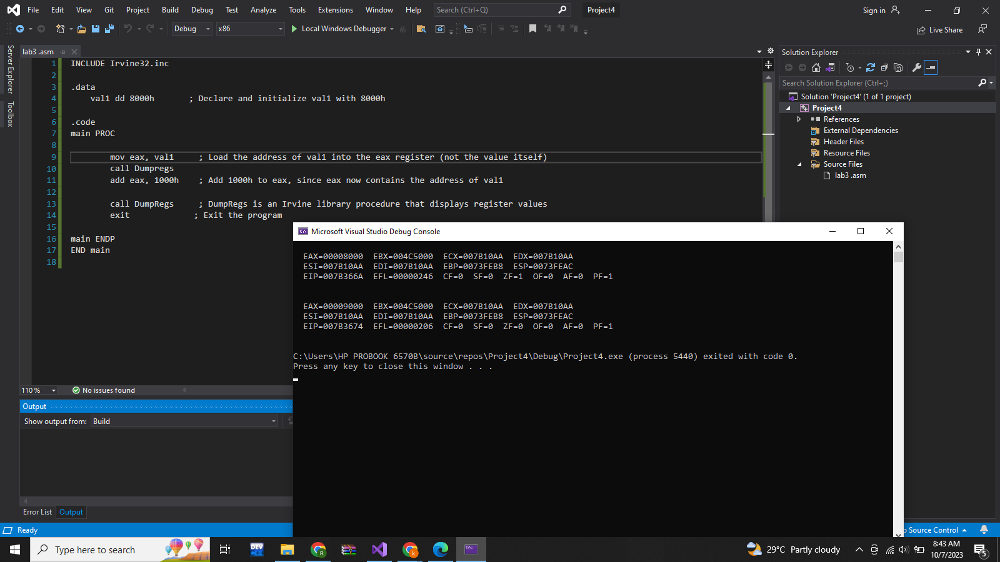 File Edit View Git Project Build Debug Test Analyze Tools Extensions Window Help Search (Ctrl+Q) Project4 Sign in
Debug x86 Local Windows Debugger Live Share
Server Explorer
Toolbox
lab3 .asm
1 INCLUDE Irvine32.inc
2
3 .data
4 val1 dd 8000h ; Declare and initialize val1 with 8000h
5
6 .code
7 main PROC
8
9 mov eax, val1 ; Load the address of val1 into the eax register (not the value itself)
10 call Dumpregs
11 add eax, 1000h ; Add 1000h to eax, since eax now contains the address of val1
12
13 call DumpRegs ; DumpRegs is an Irvine library procedure that displays register values
14 exit ; Exit the program
15
16 main ENDP
17 END main
18
110 % No issues found
Output
Show output from: Build
Error List Output
Ready
Solution Explorer
Search Solution Explorer (Ctrl+;)
Solution 'Project4' (1 of 1 project)
Project4
References
External Dependencies
Header Files
Resource Files
Source Files
lab3 .asm
Microsoft Visual Studio Debug Console
EAX=00008000 EBX=004C5000 ECX=007B10AA EDX=007B10AA
ESI=007B10AA EDI=007B10AA EBP=0073FEB8 ESP=0073FEAC
EIP=007B366A EFL=00000246 CF=0 SF=0 ZF=1 OF=0 AF=0 PF=1
EAX=00009000 EBX=004C5000 ECX=007B10AA EDX=007B10AA
ESI=007B10AA EDI=007B10AA EBP=0073FEB8 ESP=0073FEAC
EIP=007B3674 EFL=00000206 CF=0 SF=0 ZF=0 OF=0 AF=0 PF=1
C:\Users\HP PROBOOK 6570B\source\repos\Project4\Debug\Project4.exe (process 5440) exited with code 0.
Press any key to close this window . . .
Source Control
Type here to search
DEV
R
k
29°C Partly cloudy
8:43 AM
10/7/2023
5